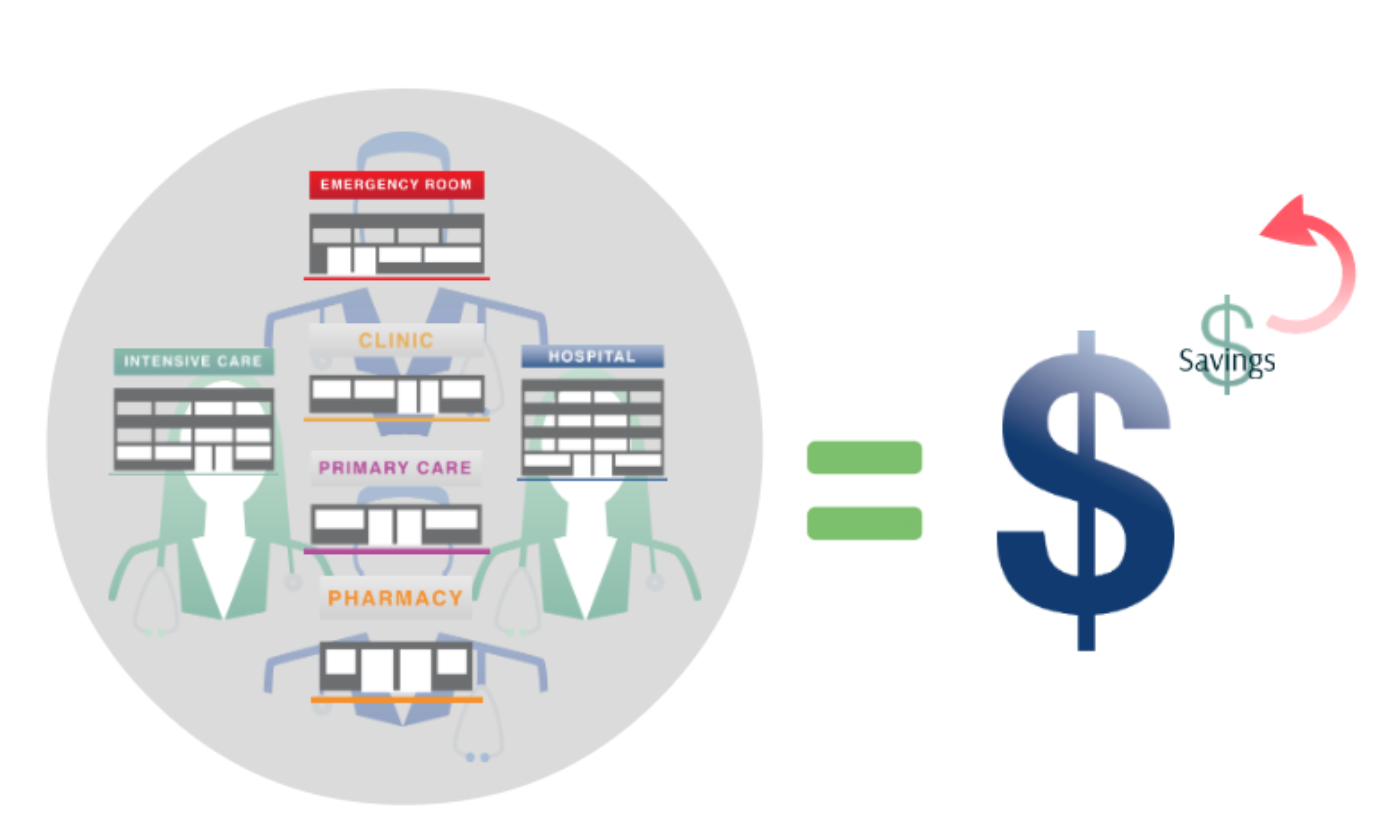 EMERGENCY ROOM
CLINIC
INTENSIVE CARE
HOSPITAL
PRIMARY CARE
PHARMACY
=
$
$
Savings